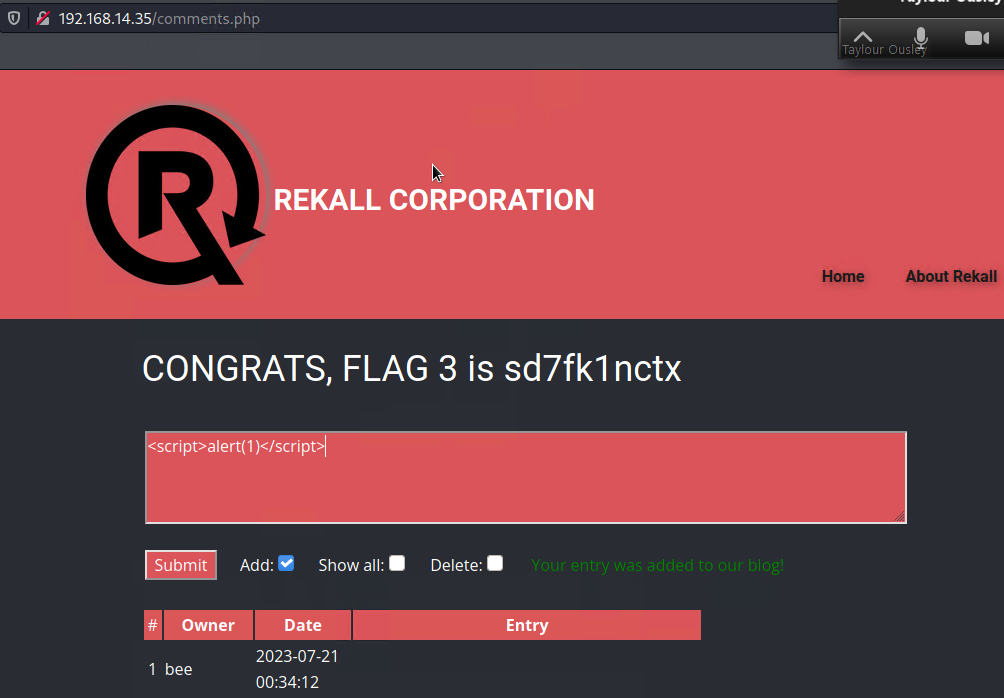 192.168.14.35/comments.php
Taylour Ousley
Taylour Ousley
R
REKALL CORPORATION
Home About Rekall
CONGRATS, FLAG 3 is sd7fk1nctx
<script>alert(1)</script>
Submit Add: Show all: Delete: Your entry was added to our blog!
# Owner Date Entry
1 bee 2023-07-21
00:34:12